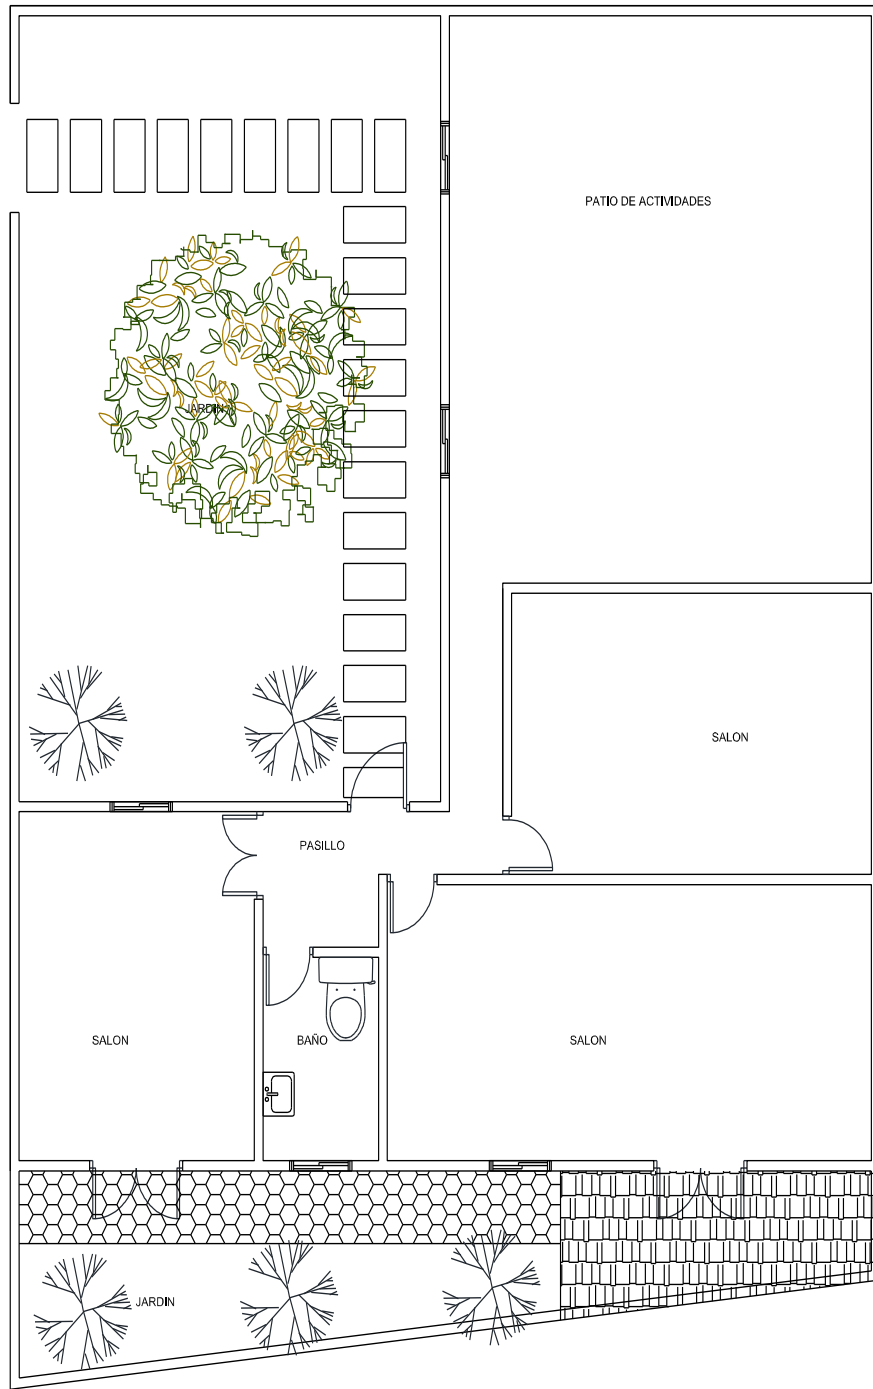 PATIO DE ACTIVIDADES
JARDIN
SALON
PASILLO
SALON
BAÑO
SALON
JARDIN